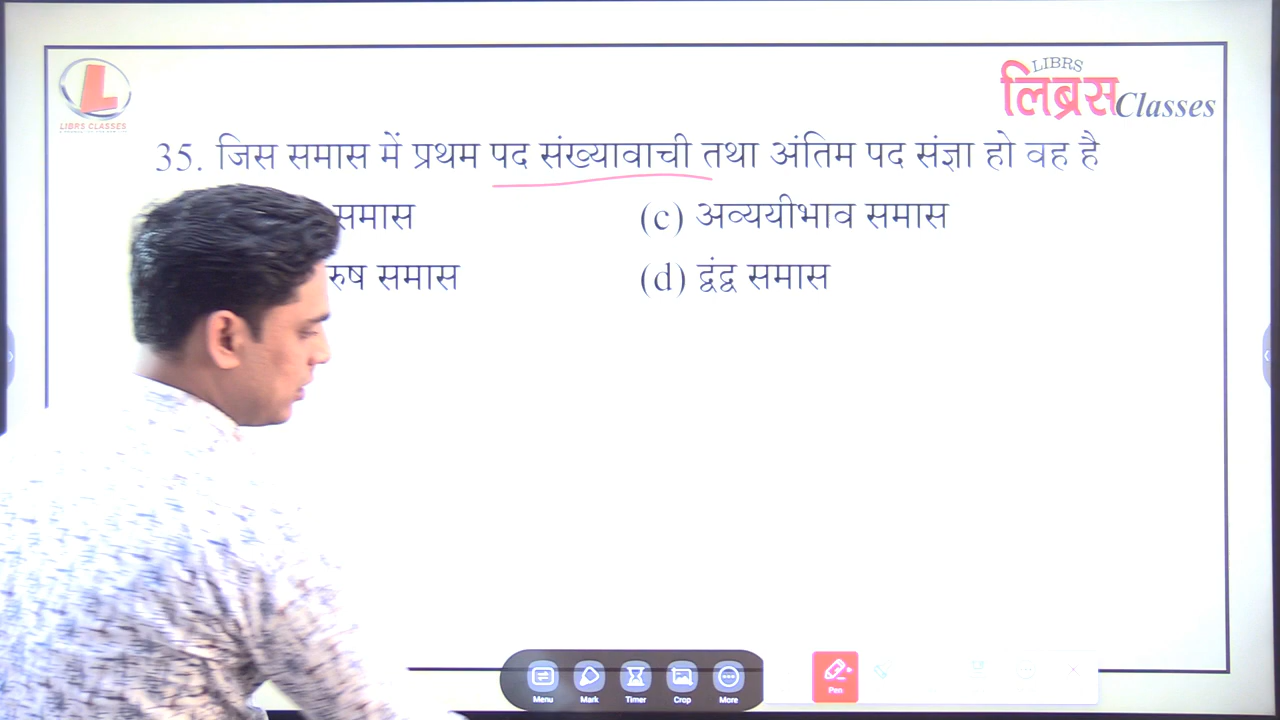 L
LIBRS CLASSES
LIBRS
लिब्रस Classes
35. जिस समास में प्रथम पद संख्यावाची तथा अंतिम पद संज्ञा हो वह है
समास
(c) अव्ययीभाव समास
रुष समास
(d) द्वंद्व समास
Menu
Mark
Timer
Crop
More
Pen